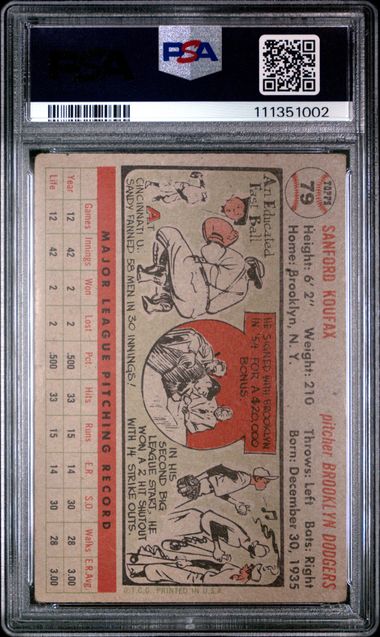 PSA
111351002
TOPPS
79
SANFORD KOUFAX pitcher BROOKLYN DODGERS
Height: 6' 2" Weight: 210 Throws: Left Bats: Right
Home: Brooklyn, N. Y. Born: December 30, 1935
An Educated
Fast Ball
AT
CINCINNATI U.
SANDY FANNED 58 MEN IN 30 INNINGS!
HE SIGNED WITH BROOKLYN
IN '54 FOR A $20,000
BONUS.
IN HIS
SECOND BIG
LEAGUE START, HE
WON A 2 HIT SHUTOUT
WITH 14 STRIKE OUTS.
©T.C.G. PRINTED IN U.S.A.
MAJOR LEAGUE PITCHING RECORD
Games Innings Won Lost Pct. Hits Runs E.R. S.O. Walks E.R.Avg.
Year 12 42 2 2 .500 33 15 14 30 28 3.00
Life 12 42 2 2 .500 33 15 14 30 28 3.00